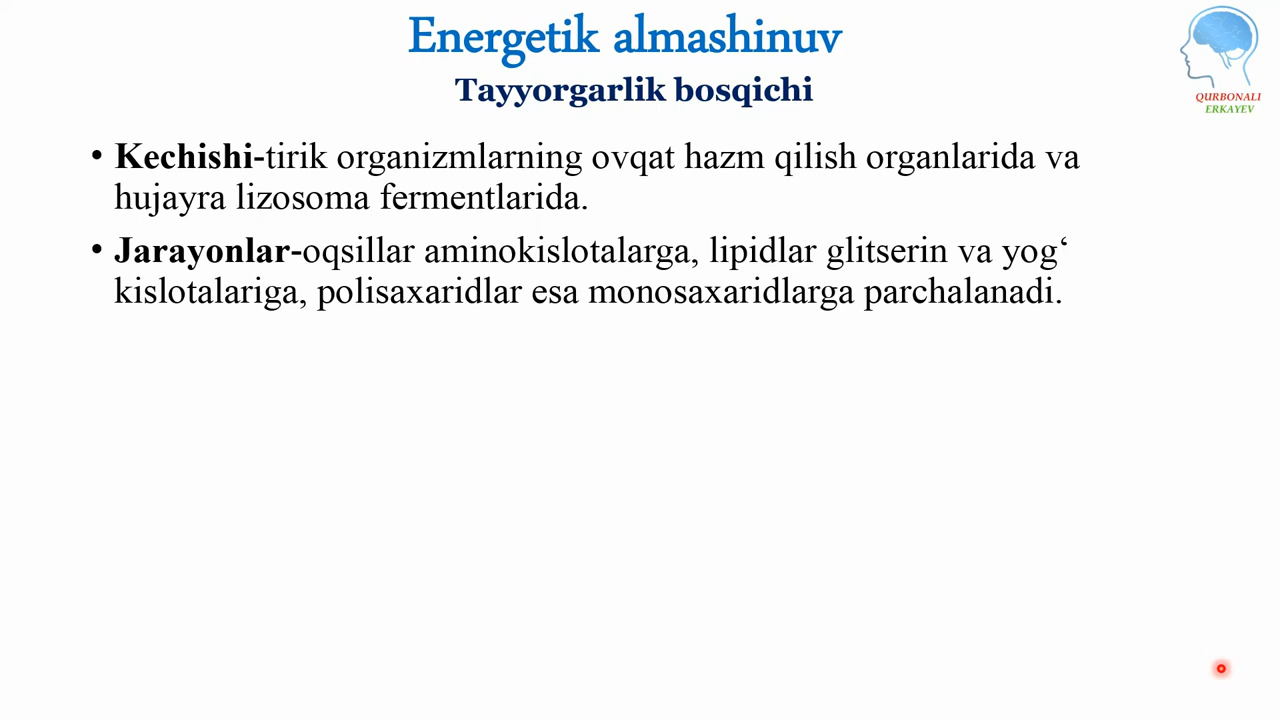 Energetik almashinuv
Tayyorgarlik bosqichi
QURBONALI
ERKAYEV
• Kechishi-tirik organizmlarning ovqat hazm qilish organlarida va
hujayra lizosoma fermentlarida.
• Jarayonlar-oqsillar aminokislotalarga, lipidlar glitserin va yog‘
kislotalariga, polisaxaridlar esa monosaxaridlarga parchalanadi.